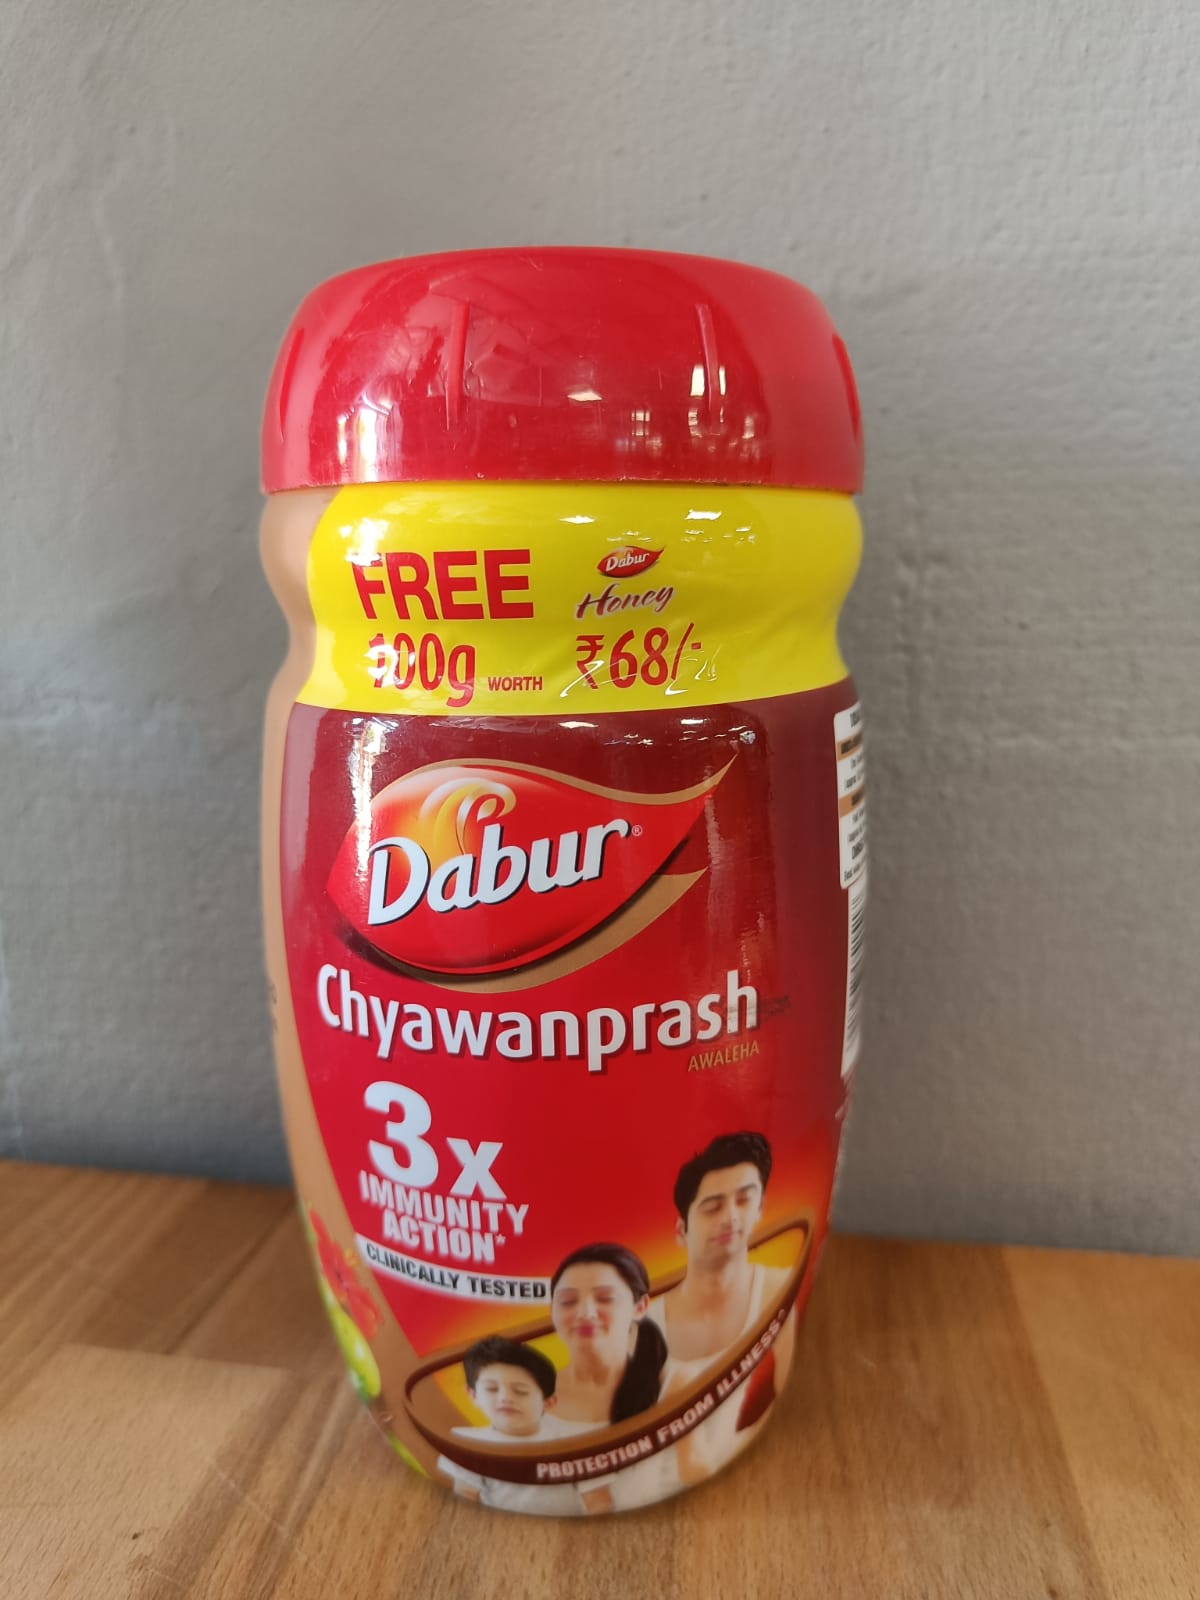 FREE
100g WORTH
Dabur
Honey
₹68/-
Dabur®
Chyawanprash
AWALEHA
3x
IMMUNITY
ACTION*
CLINICALLY TESTED
PROTECTION FROM ILLNESS